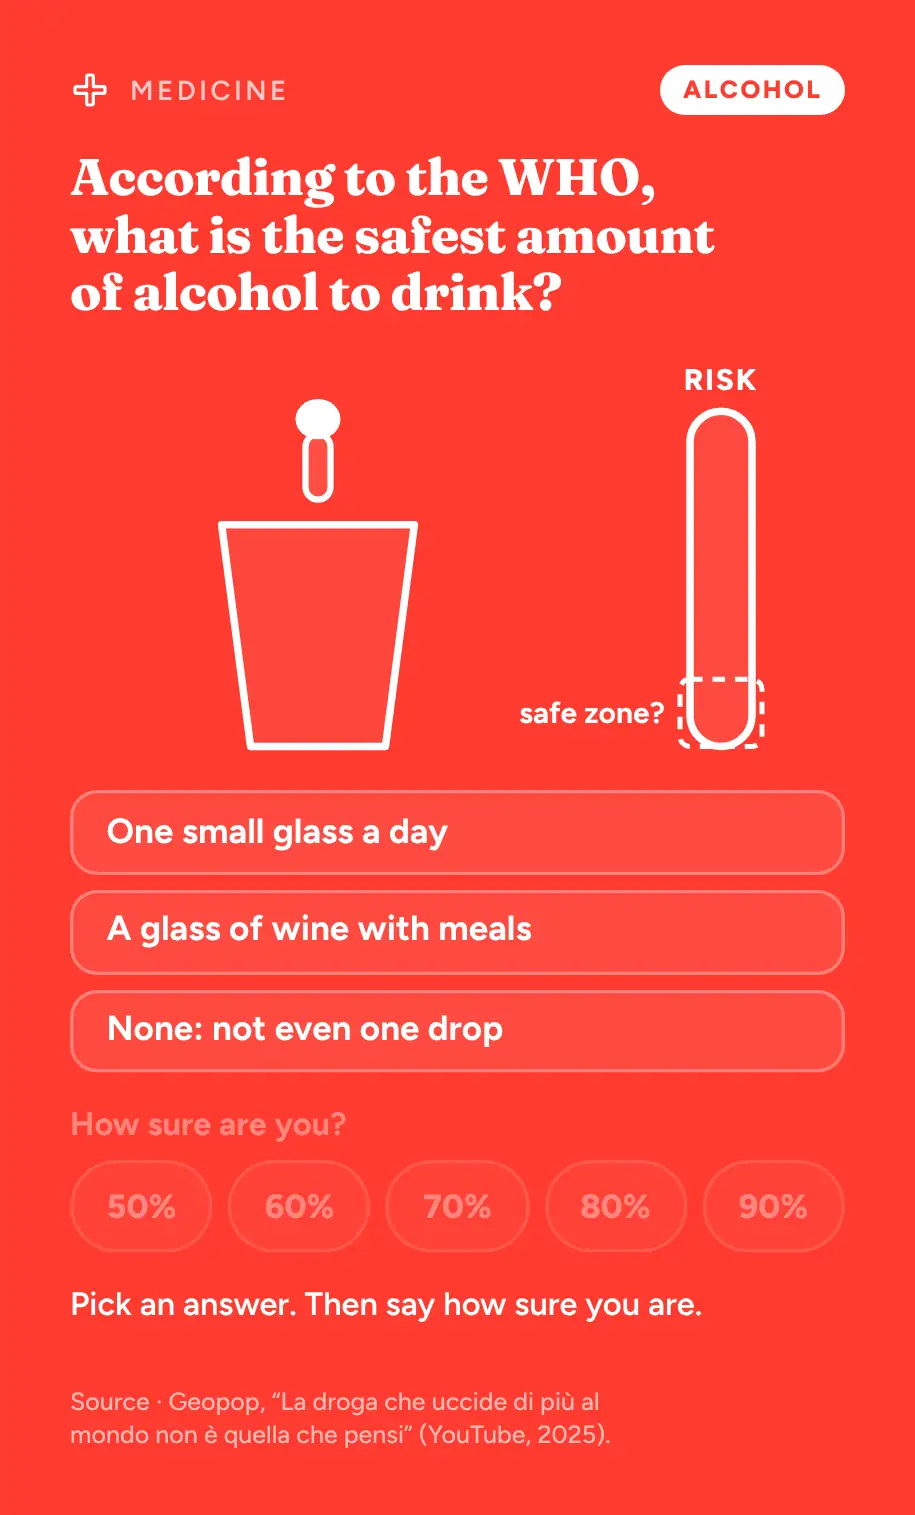 MEDICINE
ALCOHOL
According to the WHO,
what is the safest amount
of alcohol to drink?
RISK
safe zone?
One small glass a day
A glass of wine with meals
None: not even one drop
How sure are you?
50% 60% 70% 80% 90%
Pick an answer. Then say how sure you are.
Source · Geopop, “La droga che uccide di più al
mondo non è quella che pensi” (YouTube, 2025).